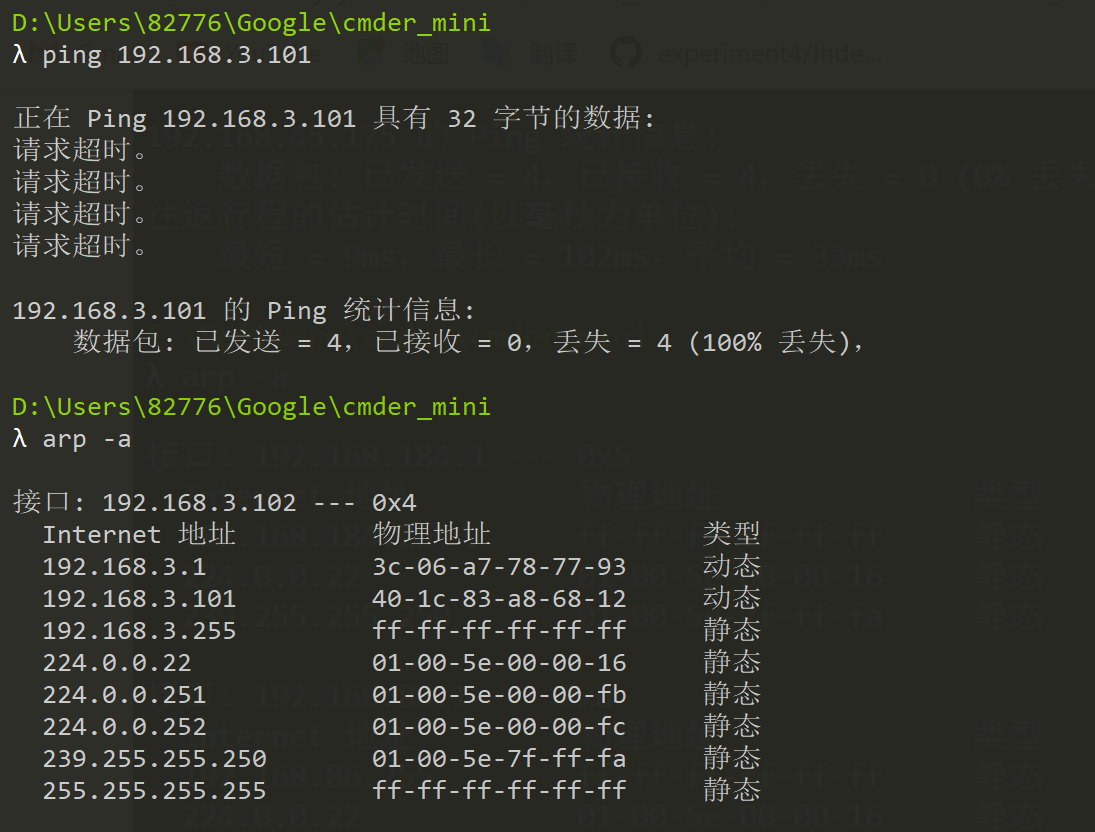 D:\Users\82776\Google\cmder_mini
λ ping 192.168.3.101
地图 翻译 experiment4/Inde...
正在 Ping 192.168.3.101 具有 32 字节的数据:
请求超时。
请求超时。
请求超时。
请求超时。
192.168.3.101 的 Ping 统计信息:
数据包: 已发送 = 4，已接收 = 0，丢失 = 4 (100% 丢失)，
D:\Users\82776\Google\cmder_mini
λ arp -a
接口: 192.168.3.102 --- 0x4
Internet 地址 物理地址 类型
192.168.3.1 3c-06-a7-78-77-93 动态
192.168.3.101 40-1c-83-a8-68-12 动态
192.168.3.255 ff-ff-ff-ff-ff-ff 静态
224.0.0.22 01-00-5e-00-00-16 静态
224.0.0.251 01-00-5e-00-00-fb 静态
224.0.0.252 01-00-5e-00-00-fc 静态
239.255.255.250 01-00-5e-7f-ff-fa 静态
255.255.255.255 ff-ff-ff-ff-ff-ff 静态